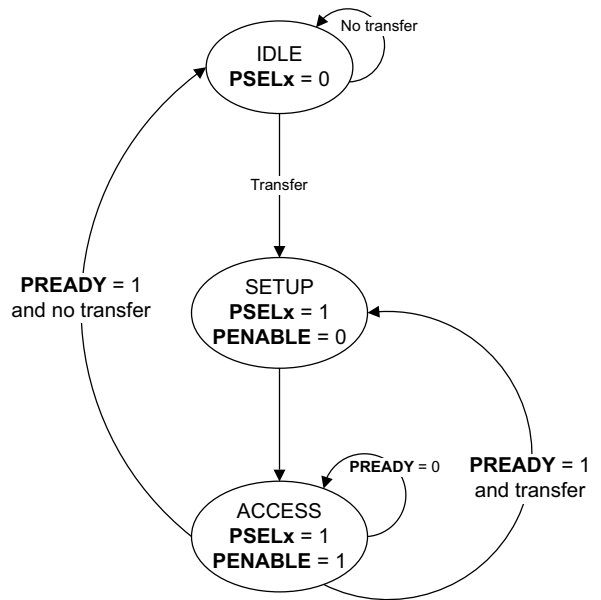 No transfer
IDLE
PSELx = 0
Transfer
PREADY = 1
and no transfer
SETUP
PSELx = 1
PENABLE = 0
PREADY = 0
PREADY = 1
and transfer
ACCESS
PSELx = 1
PENABLE = 1